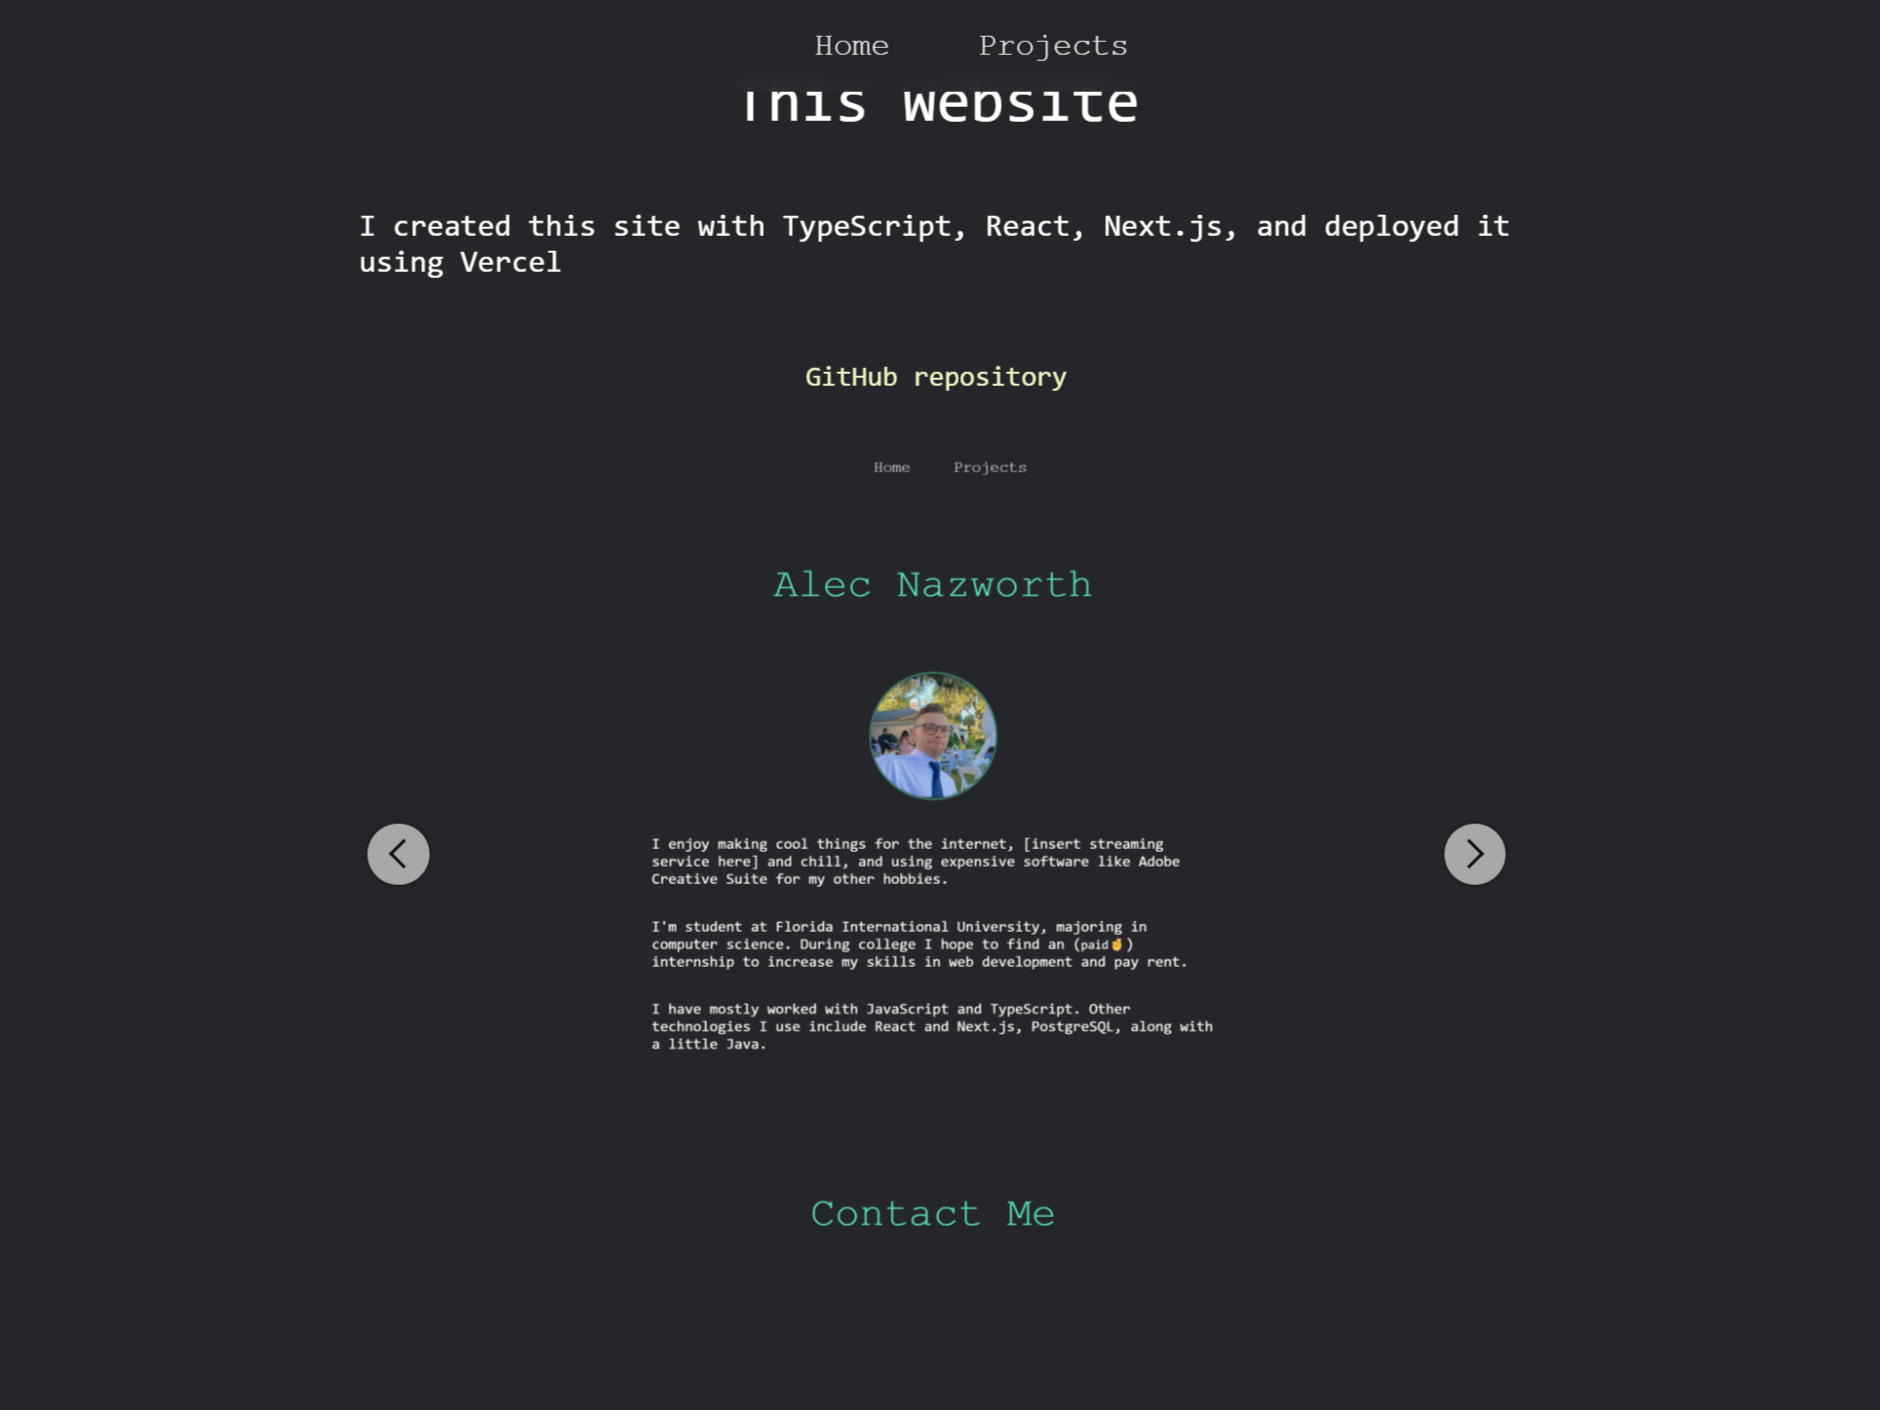 Home Projects
This Website
I created this site with TypeScript, React, Next.js, and deployed it
using Vercel
GitHub repository
Home Projects
Alec Nazworth
I enjoy making cool things for the internet, [insert streaming
service here] and chill, and using expensive software like Adobe
Creative Suite for my other hobbies.
I'm student at Florida International University, majoring in
computer science. During college I hope to find an (paid🤞)
internship to increase my skills in web development and pay rent.
I have mostly worked with JavaScript and TypeScript. Other
technologies I use include React and Next.js, PostgreSQL, along with
a little Java.
Contact Me